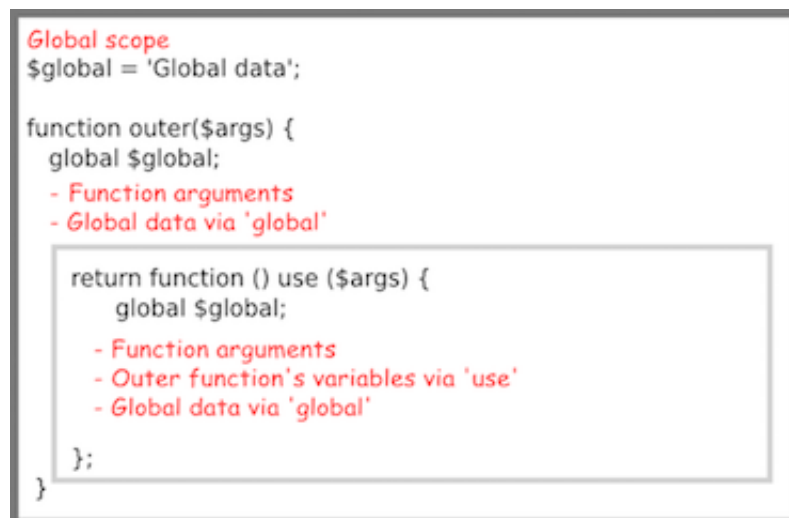 Global scope
$global = 'Global data';
function outer($args) {
global $global;
- Function arguments
- Global data via 'global'
return function () use ($args) {
global $global;
- Function arguments
- Outer function's variables via 'use'
- Global data via 'global'
};
}